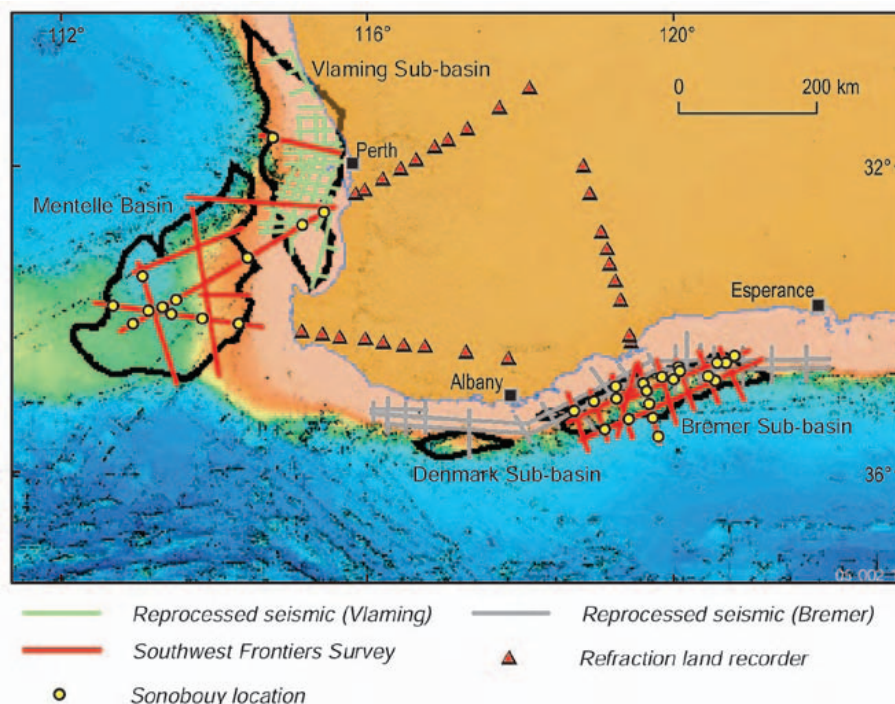 112°
116°
120°
Vlaming Sub-basin
0
200 km
Perth
32°
Mentelle Basin
Esperance
Albany
Bremer Sub-basin
Denmark Sub-basin
36°
Reprocessed seismic (Vlaming)
Reprocessed seismic (Bremer)
Southwest Frontiers Survey
Refraction land recorder
Sonobouy location